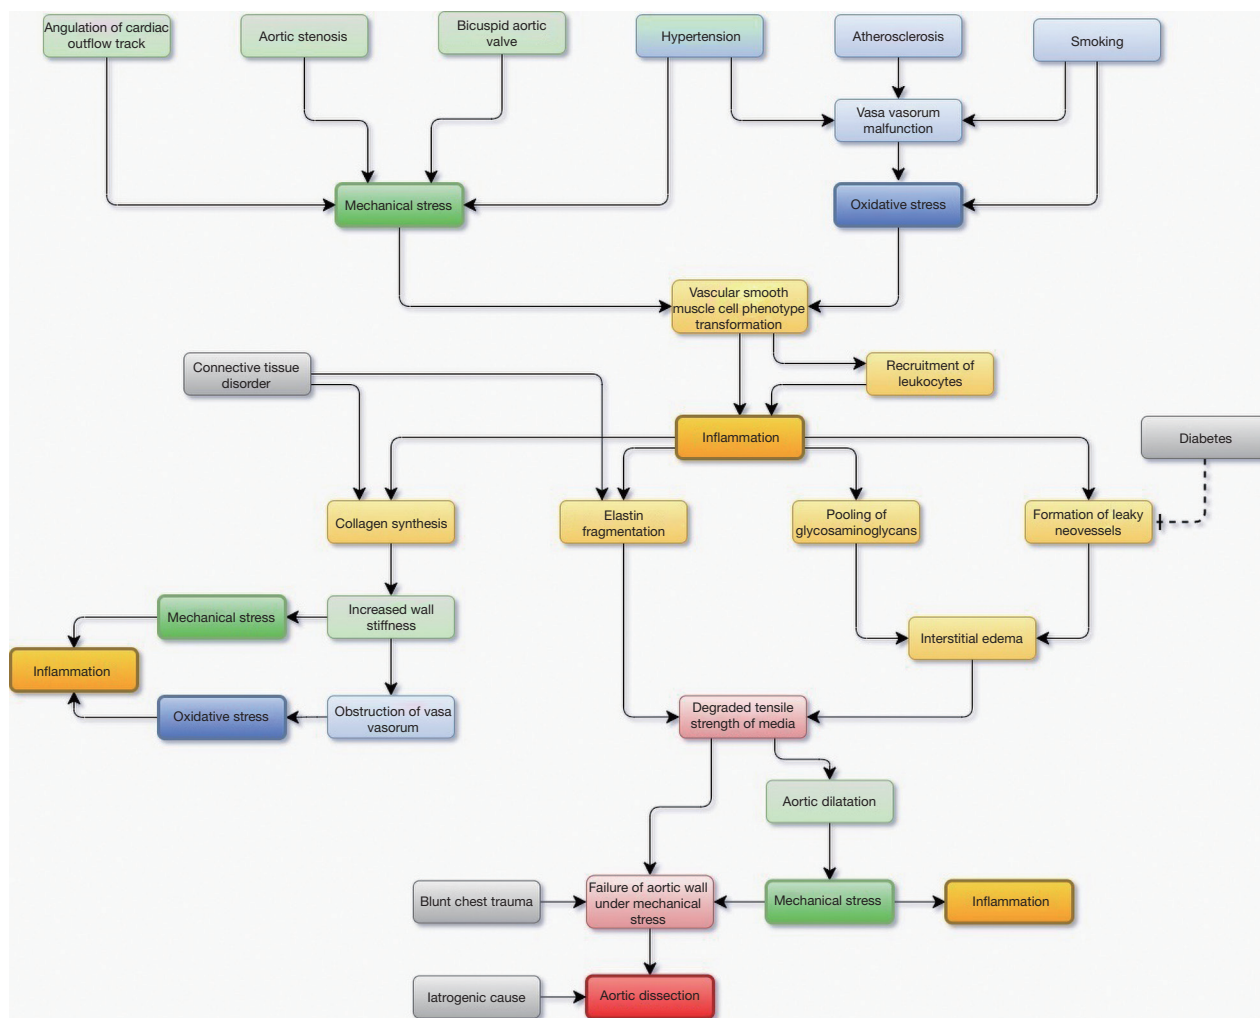 Angulation of cardiac
outflow track
Aortic stenosis
Bicuspid aortic
valve
Hypertension
Atherosclerosis
Smoking
Vasa vasorum
malfunction
Mechanical stress
Oxidative stress
Vascular smooth
muscle cell phenotype
transformation
Connective tissue
disorder
Recruitment of
leukocytes
Inflammation
Diabetes
Collagen synthesis
Elastin
fragmentation
Pooling of
glycosaminoglycans
Formation of leaky
neovessels
Mechanical stress
Increased wall
stiffness
Interstitial edema
Inflammation
Oxidative stress
Obstruction of vasa
vasorum
Degraded tensile
strength of media
Aortic dilatation
Blunt chest trauma
Failure of aortic wall
under mechanical
stress
Mechanical stress
Inflammation
Iatrogenic cause
Aortic dissection